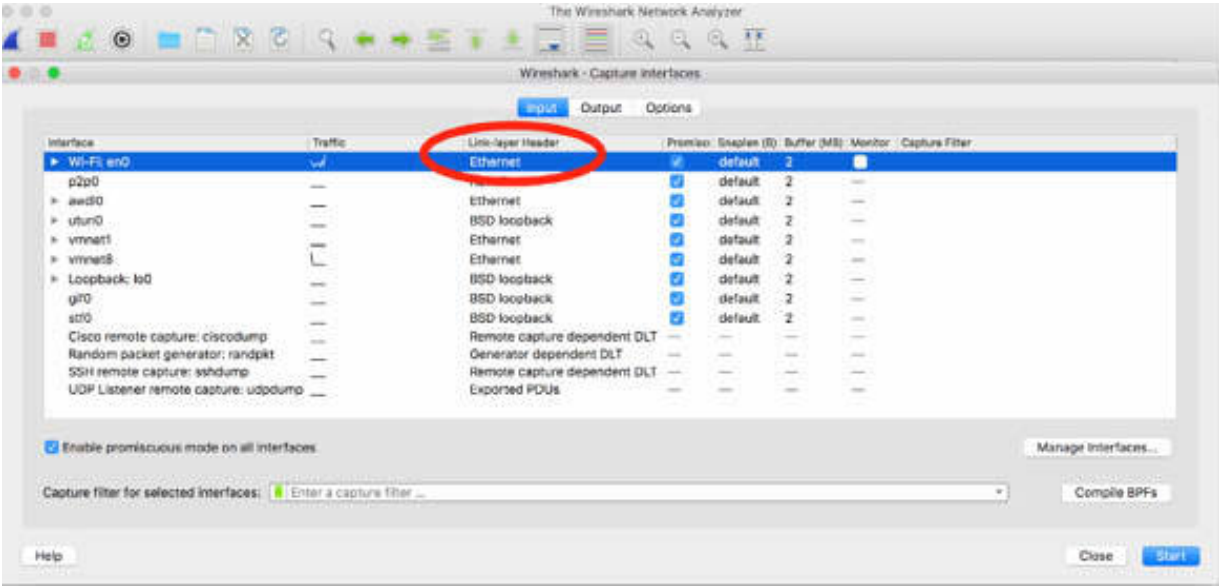 The Wireshark Network Analyzer
Wireshark - Capture Interfaces
Input Output Options
Interface Traffic Link-layer Header Promisc Snaplen (B) Buffer (MB) Monitor Capture Filter
Wi-Fi: en0 Ethernet default 2
p2p0 default 2 —
awdl0 Ethernet default 2 —
utun0 BSD loopback default 2 —
vmnet1 Ethernet default 2 —
vmnet8 Ethernet default 2 —
Loopback: lo0 BSD loopback default 2 —
gif0 BSD loopback default 2 —
stf0 BSD loopback default 2 —
Cisco remote capture: ciscodump Remote capture dependent DLT — — — —
Random packet generator: randpkt Generator dependent DLT — — — —
SSH remote capture: sshdump Remote capture dependent DLT — — — —
UDP Listener remote capture: udpdump Exported PDUs — — — —
Enable promiscuous mode on all interfaces
Manage Interfaces...
Capture filter for selected interfaces: Enter a capture filter ...
Compile BPFs
Help
Close Start